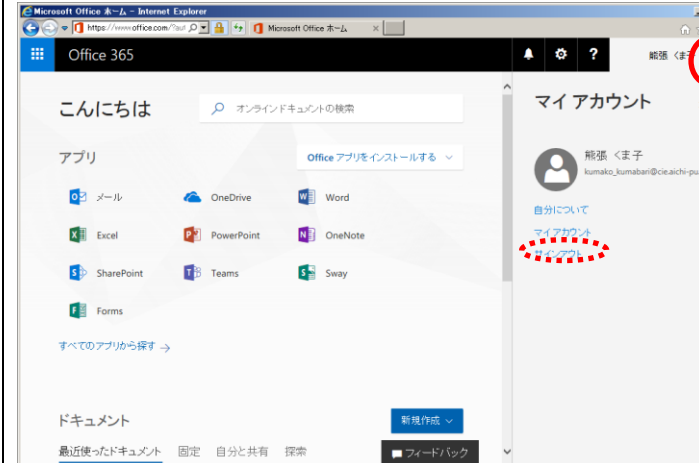 Microsoft Office ホーム - Internet Explorer
https://www.office.com/?aut
Microsoft Office ホーム
Office 365
?
熊張 くま子
こんにちは
オンラインドキュメントの検索
マイ アカウント
アプリ
Office アプリをインストールする
熊張 くま子
kumako_kumabari@cie.aichi-pu
メール
OneDrive
Word
自分について
Excel
PowerPoint
OneNote
マイアカウント
サインアウト
SharePoint
Teams
Sway
Forms
すべてのアプリから探す →
ドキュメント
新規作成
最近使ったドキュメント
固定
自分と共有
探索
フィードバック